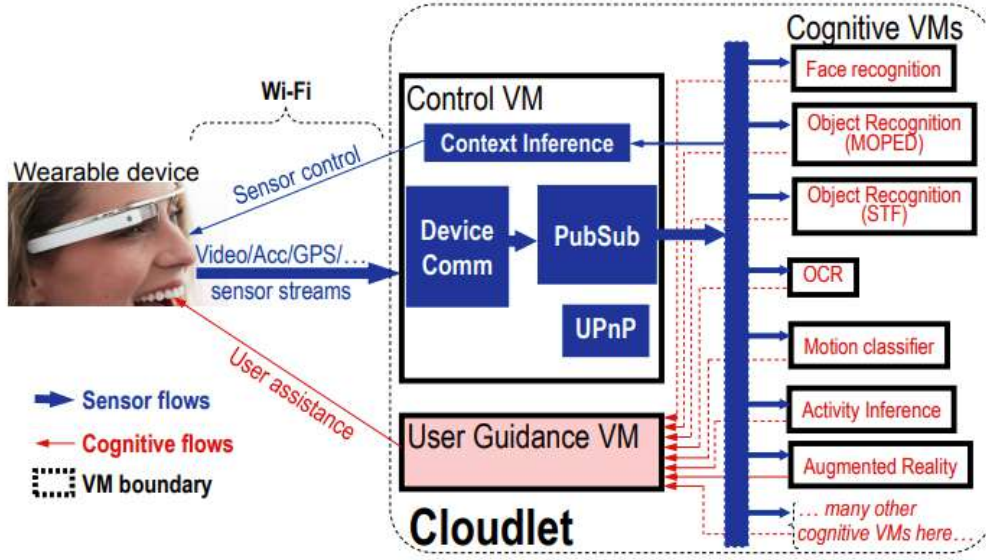 Cognitive VMs
Wi-Fi
Control VM
Face recognition
Wearable device
Sensor control
Context Inference
Object Recognition
(MOPED)
Object Recognition
(STF)
Device
Comm
PubSub
Video/Acc/GPS/…
sensor streams
OCR
UPnP
Motion classifier
User assistance
Sensor flows
Cognitive flows
VM boundary
User Guidance VM
Activity Inference
Augmented Reality
Cloudlet
… many other
cognitive VMs here…